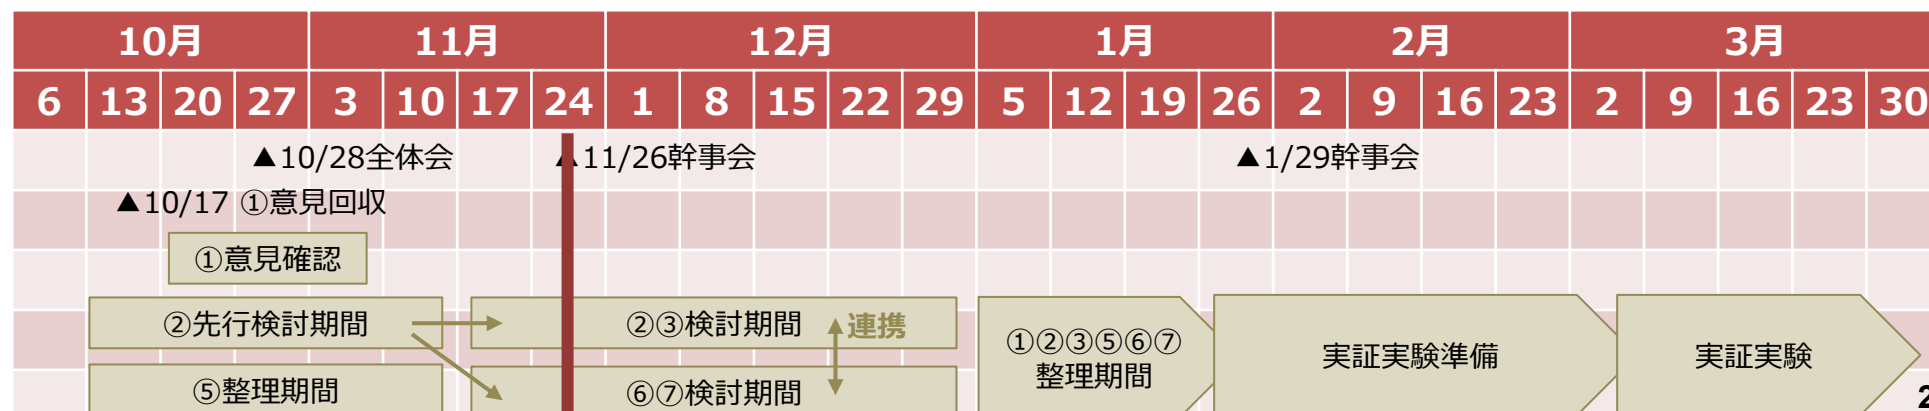 10月 11月 12月 1月 2月 3月
6 13 20 27 3 10 17 24 1 8 15 22 29 5 12 19 26 2 9 16 23 2 9 16 23 30
▲10/28全体会 ▲11/26幹事会 ▲1/29幹事会
▲10/17 ①意見回収
①意見確認
②先行検討期間 ②③検討期間 連携
①②③⑤⑥⑦
整理期間
実証実験準備 実証実験
⑤整理期間 ⑥⑦検討期間